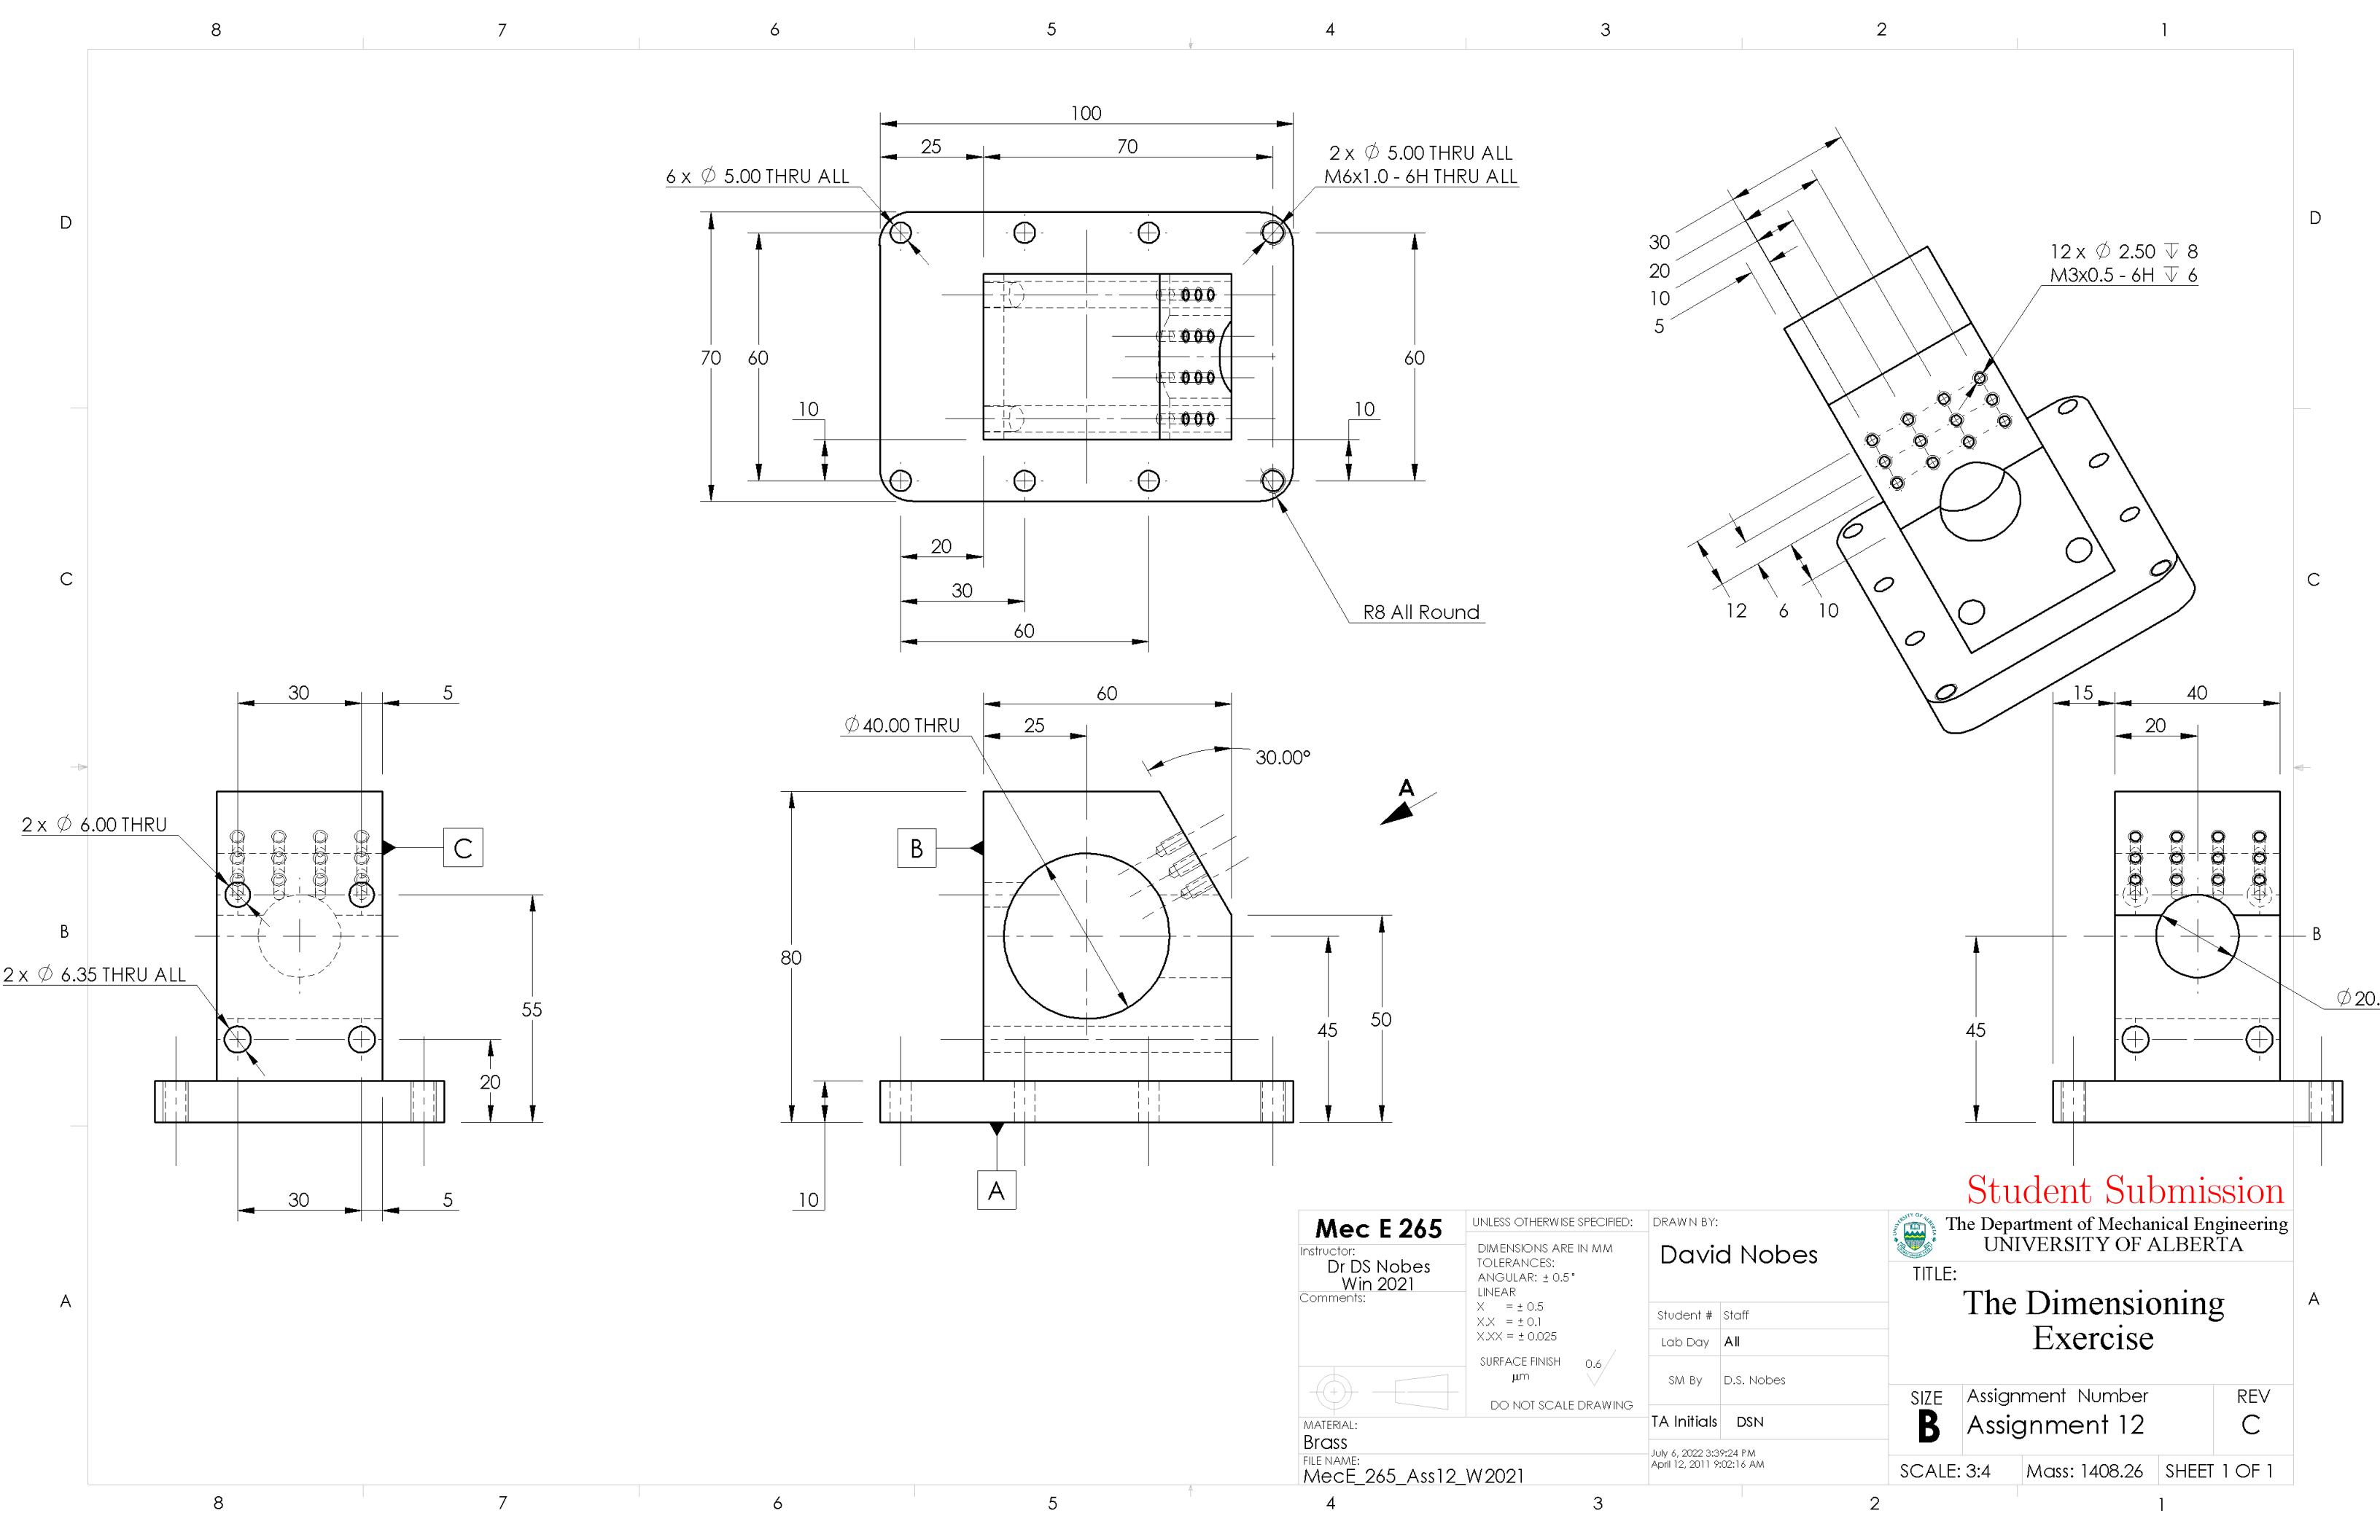 8 7 6 5 4 3 2 1
D
D
C
C
B
B
A
A
100
25
70
6 x ∅ 5.00 THRU ALL
2 x ∅ 5.00 THRU ALL
M6x1.0 - 6H THRU ALL
70
60
60
10
10
20
30
60
R8 All Round
30
20
10
5
12 x ∅ 2.50 ↧ 8
M3x0.5 - 6H ↧ 6
12
6
10
30
5
2 x ∅ 6.00 THRU
C
2 x ∅ 6.35 THRU ALL
55
20
30
5
60
∅40.00 THRU
25
30.00°
A
B
80
45
50
10
A
15
40
20
45
∅20.
Student Submission
Mec E 265
Instructor:
Dr DS Nobes
Win 2021
Comments:
UNLESS OTHERWISE SPECIFIED:
DIMENSIONS ARE IN MM
TOLERANCES:
ANGULAR: ± 0.5°
LINEAR
X = ± 0.5
X.X = ± 0.1
X.XX = ± 0.025
SURFACE FINISH 0.6
μm
DO NOT SCALE DRAWING
MATERIAL:
Brass
FILE NAME:
MecE_265_Ass12_W2021
DRAWN BY:
David Nobes
Student # Staff
Lab Day All
SM By D.S. Nobes
TA Initials DSN
July 6, 2022 3:39:24 PM
April 12, 2011 9:02:16 AM
The Department of Mechanical Engineering
UNIVERSITY OF ALBERTA
TITLE:
The Dimensioning
Exercise
SIZE
B
Assignment Number
Assignment 12
REV
C
SCALE: 3:4
Mass: 1408.26
SHEET 1 OF 1
8 7 6 5 4 3 2 1